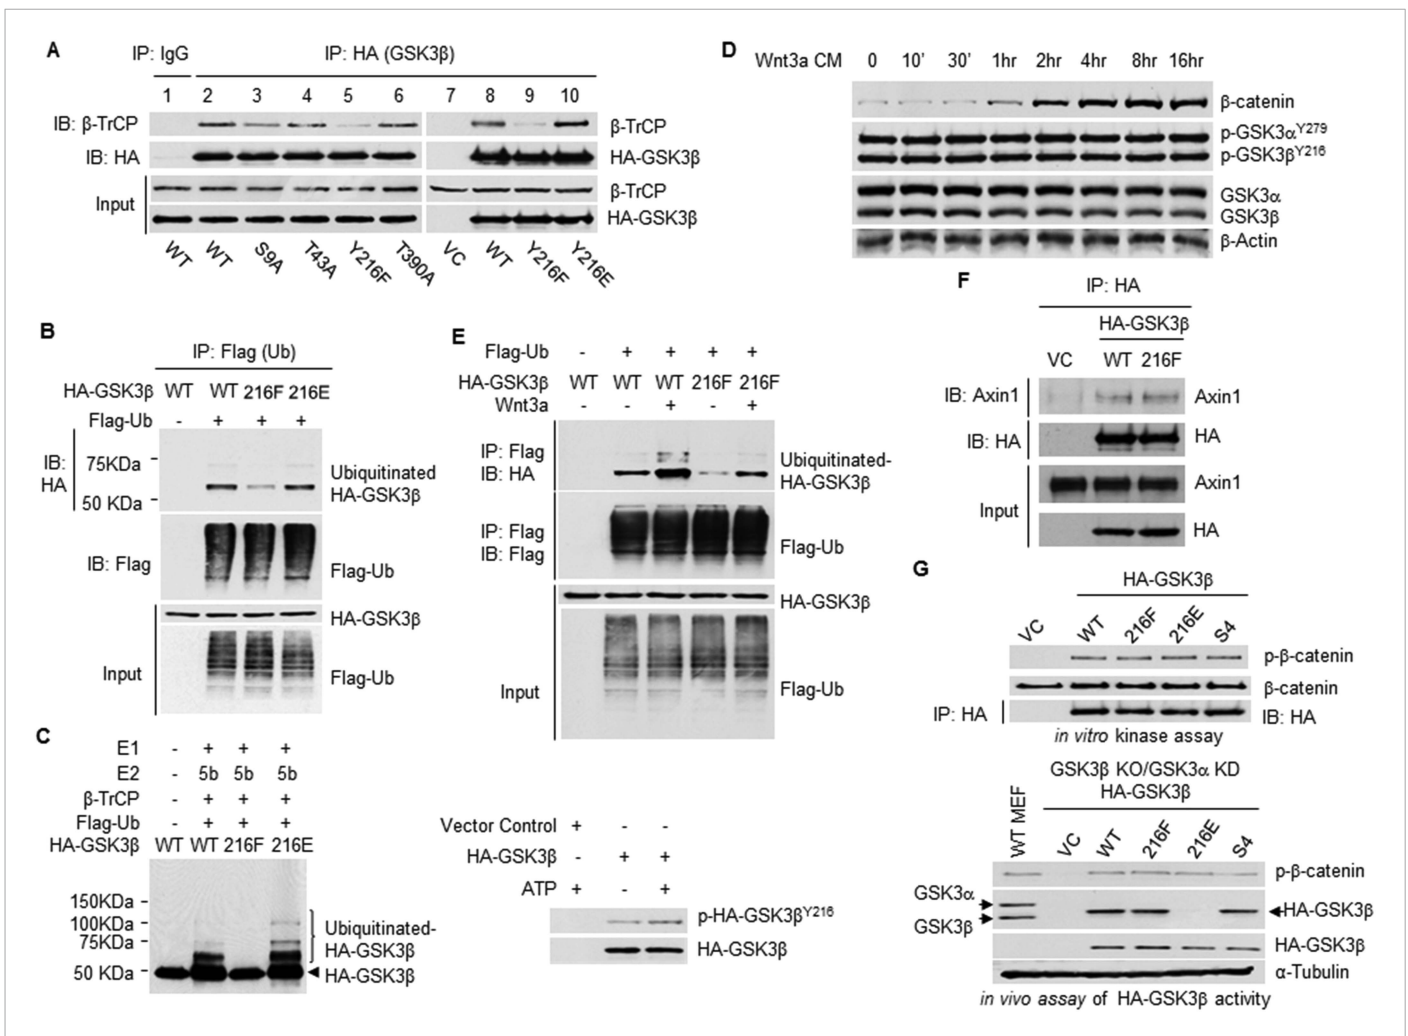 A
IP: IgG IP: HA (GSK3β)
1 2 3 4 5 6 7 8 9 10
IB: β-TrCP β-TrCP
IB: HA HA-GSK3β
Input β-TrCP
HA-GSK3β
WT WT S9A T43A Y216F T390A VC WT Y216F Y216E
B
IP: Flag (Ub)
HA-GSK3β WT WT 216F 216E
Flag-Ub - + + +
IB:
HA
75KDa
50 KDa
Ubiquitinated
HA-GSK3β
IB: Flag Flag-Ub
HA-GSK3β
Input Flag-Ub
C
E1 - + + +
E2 - 5b 5b 5b
β-TrCP - + + +
Flag-Ub - + + +
HA-GSK3β WT WT 216F 216E
150KDa
100KDa
75KDa
50 KDa
Ubiquitinated-
HA-GSK3β
HA-GSK3β
D
Wnt3a CM 0 10' 30' 1hr 2hr 4hr 8hr 16hr
β-catenin
p-GSK3αY279
p-GSK3βY216
GSK3α
GSK3β
β-Actin
E
Flag-Ub - + + + +
HA-GSK3β WT WT WT 216F 216F
Wnt3a - - + - +
IP: Flag
IB: HA
Ubiquitinated-
HA-GSK3β
IP: Flag
IB: Flag
Flag-Ub
HA-GSK3β
Input Flag-Ub
Vector Control + - -
HA-GSK3β - + +
ATP + - +
p-HA-GSK3βY216
HA-GSK3β
F
IP: HA
HA-GSK3β
VC WT 216F
IB: Axin1 Axin1
IB: HA HA
Input Axin1
HA
G
HA-GSK3β
VC WT 216F 216E S4
p-β-catenin
β-catenin
IP: HA IB: HA
in vitro kinase assay
GSK3β KO/GSK3α KD
HA-GSK3β
WT MEF VC WT 216F 216E S4
p-β-catenin
GSK3α
GSK3β
HA-GSK3β
HA-GSK3β
α-Tubulin
in vivo assay of HA-GSK3β activity